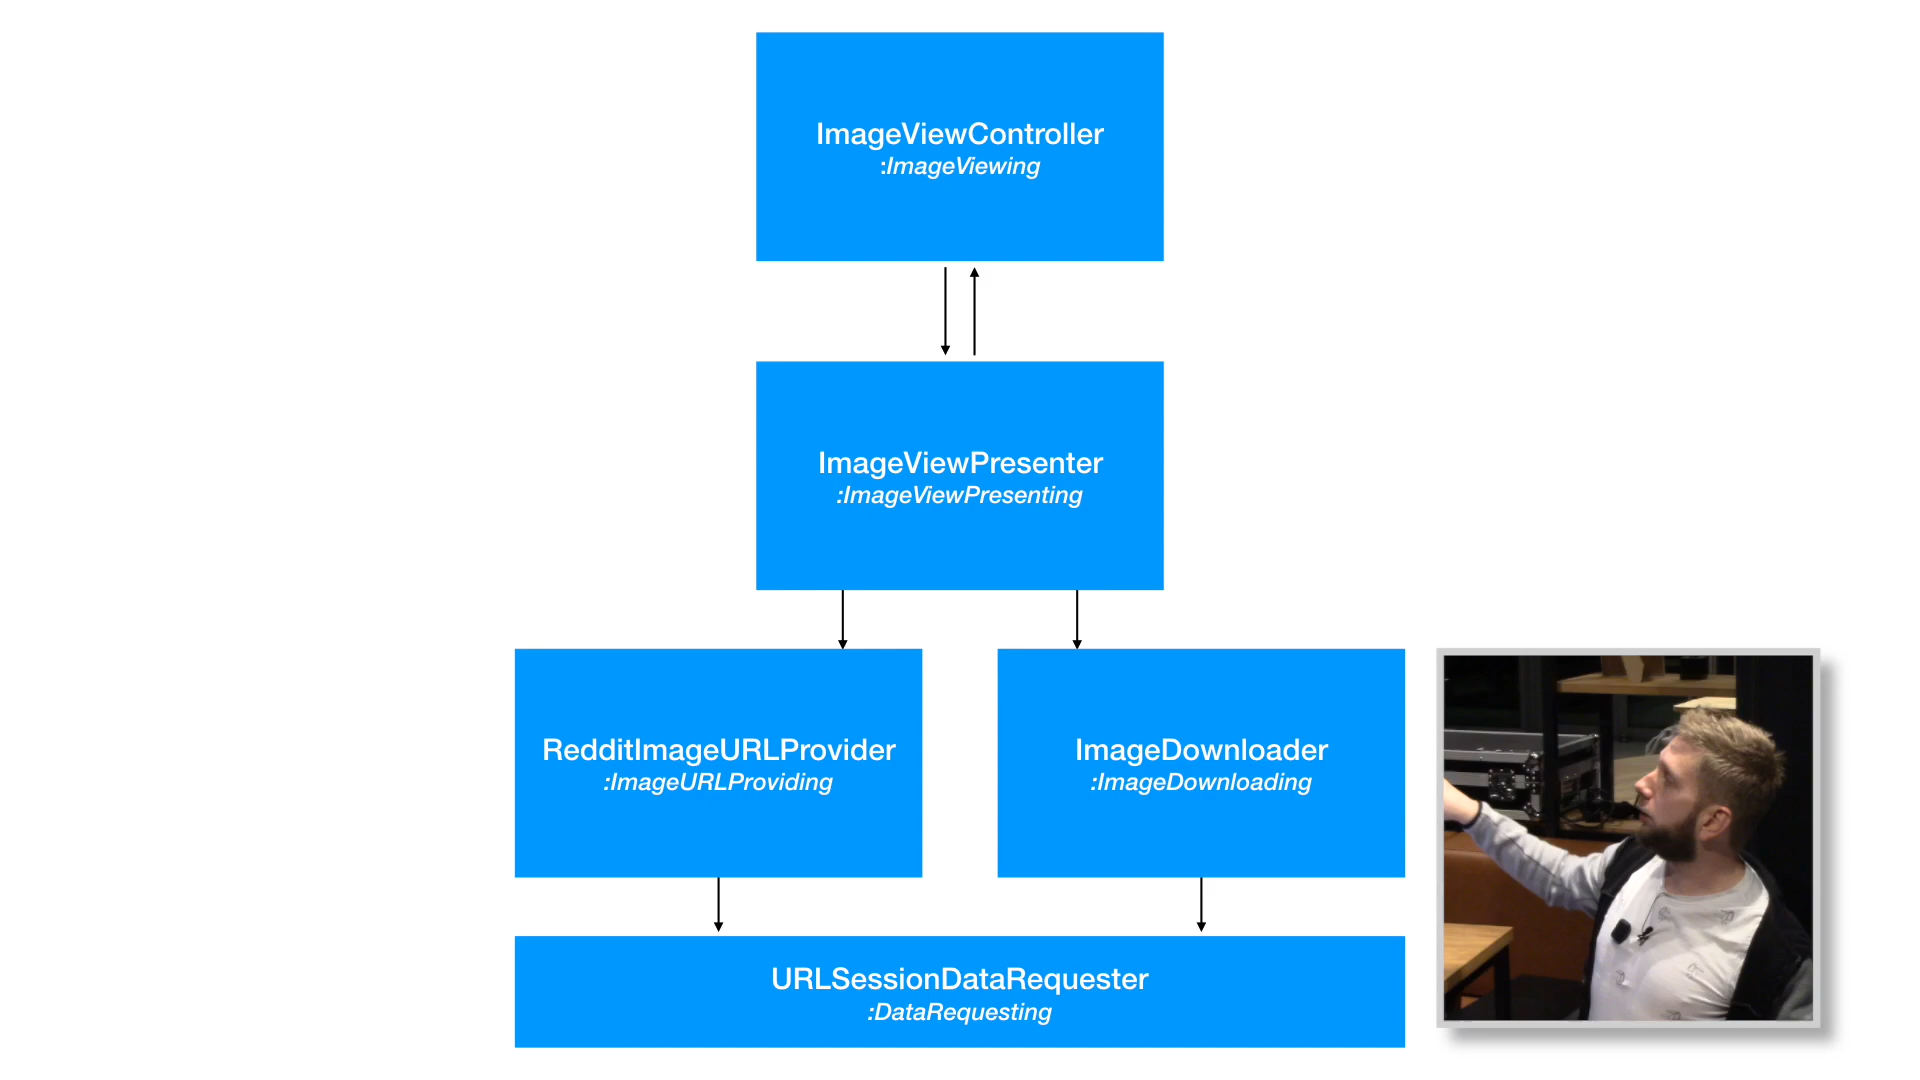 ImageViewController
:ImageViewing
ImageViewPresenter
:ImageViewPresenting
RedditImageURLProvider
:ImageURLProviding
ImageDownloader
:ImageDownloading
URLSessionDataRequester
:DataRequesting